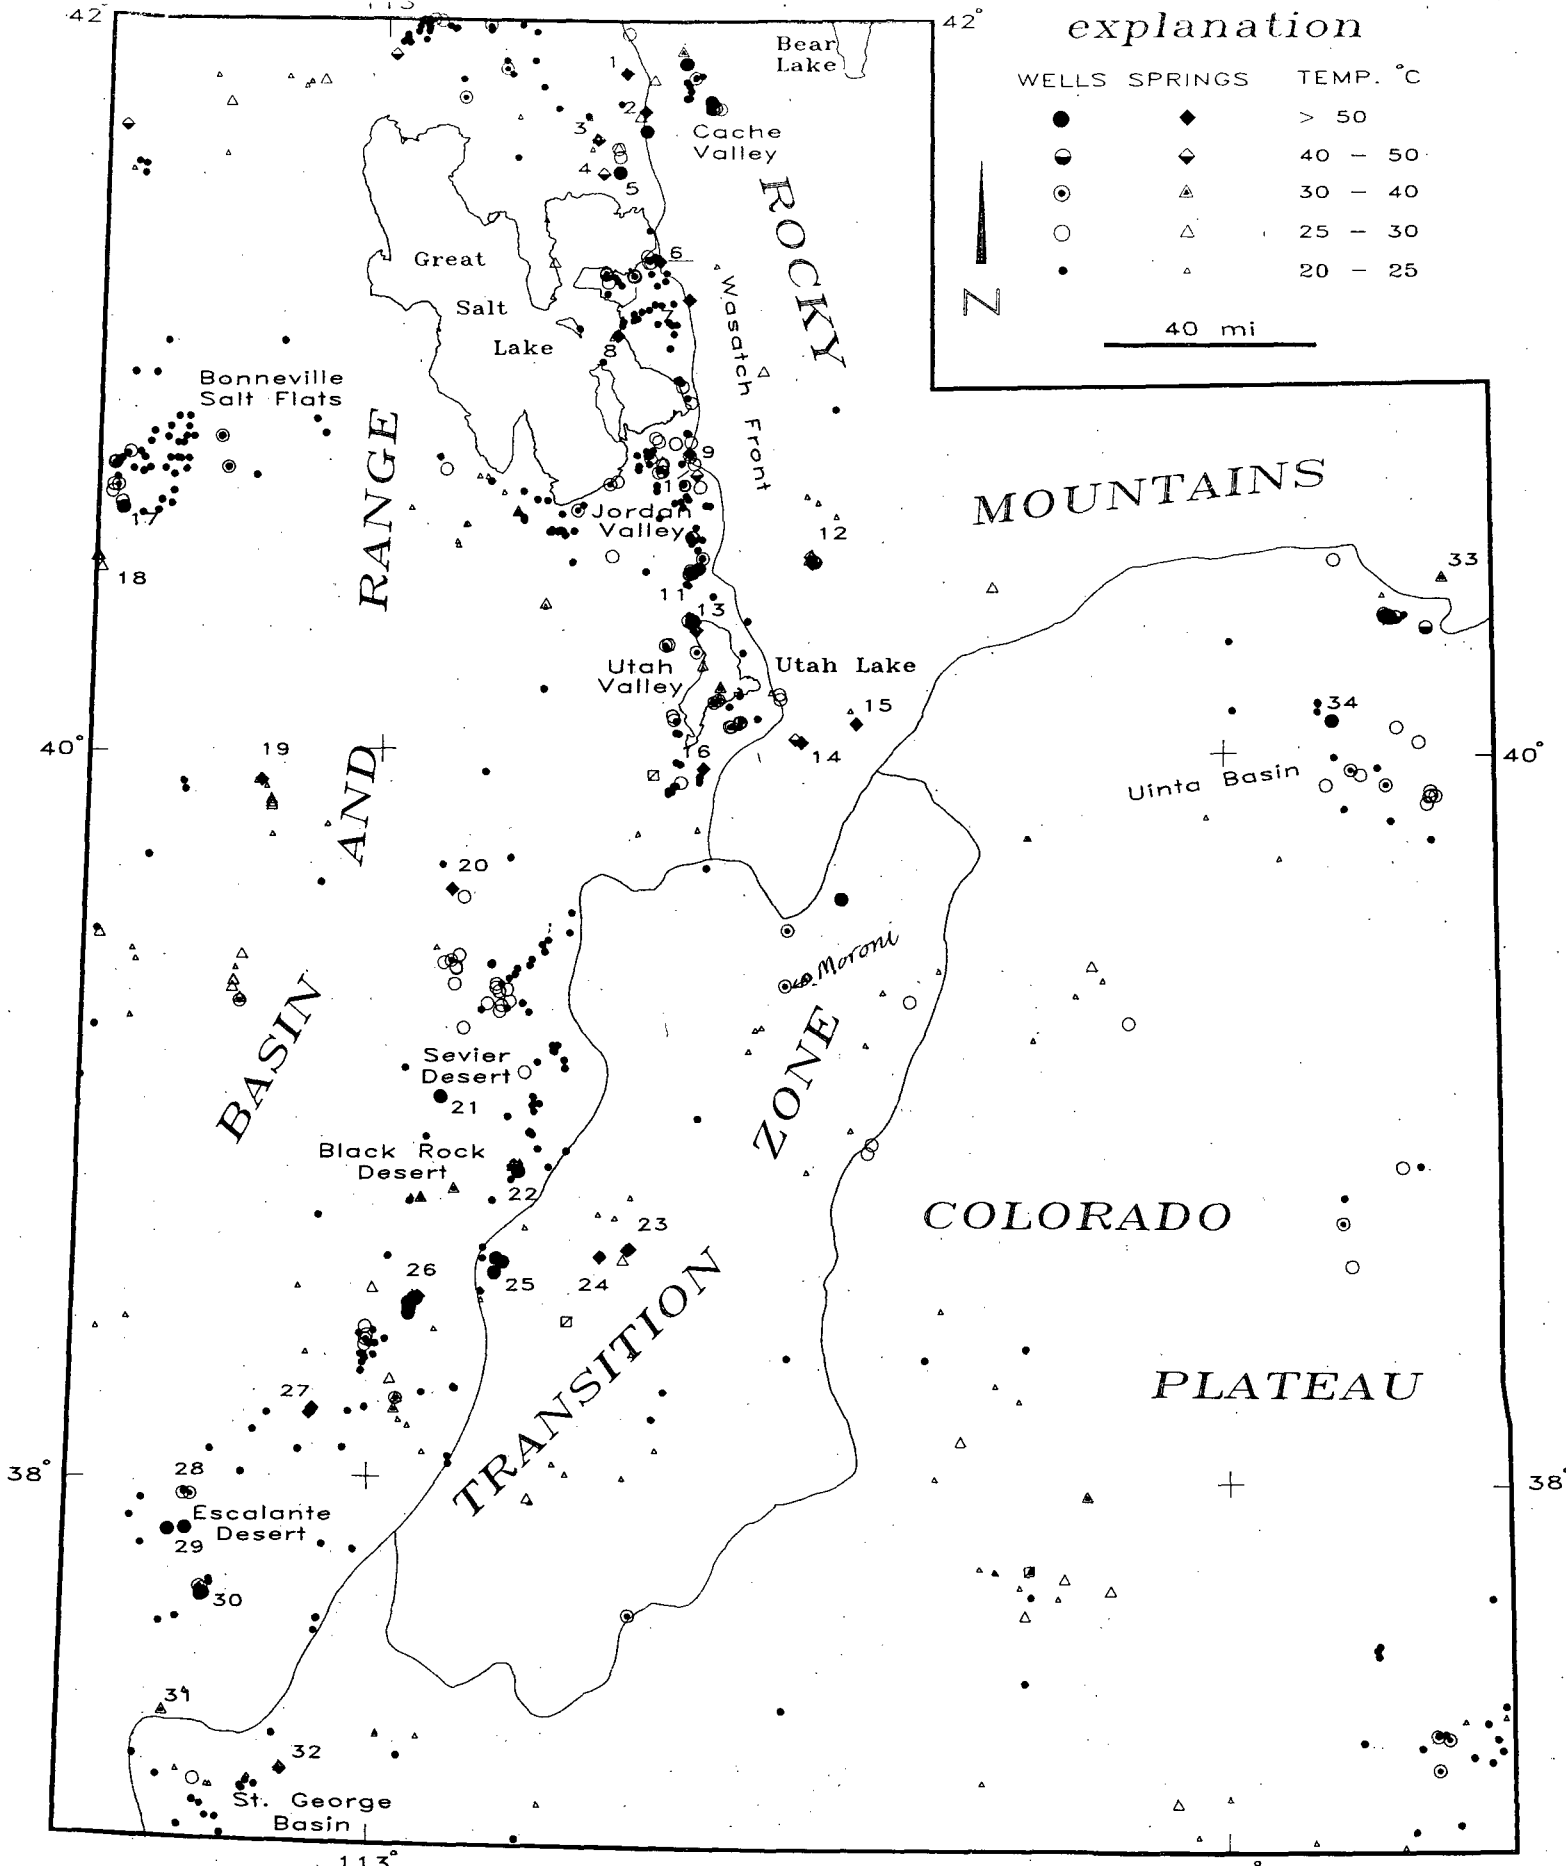 42°
113
42°
explanation
WELLS SPRINGS TEMP. °C
> 50
40 – 50
30 – 40
25 – 30
20 – 25
N
40 mi
Bear
Lake
1
2
3
4
5
Cache
Valley
ROCKY
Great
Salt
Lake
6
7
8
Wasatch Front
Bonneville
Salt Flats
RANGE
9
1
MOUNTAINS
17
Jordan
Valley
12
18
11
33
13
Utah
Valley
Utah Lake
15
34
40°
19
16
14
40°
Uinta Basin
AND
20
Moroni
BASIN
Sevier
Desert
ZONE
21
Black Rock
Desert
22
23
COLORADO
26
25
24
TRANSITION
27
PLATEAU
38°
28
38°
Escalante
Desert
29
30
31
32
St. George
Basin
113°